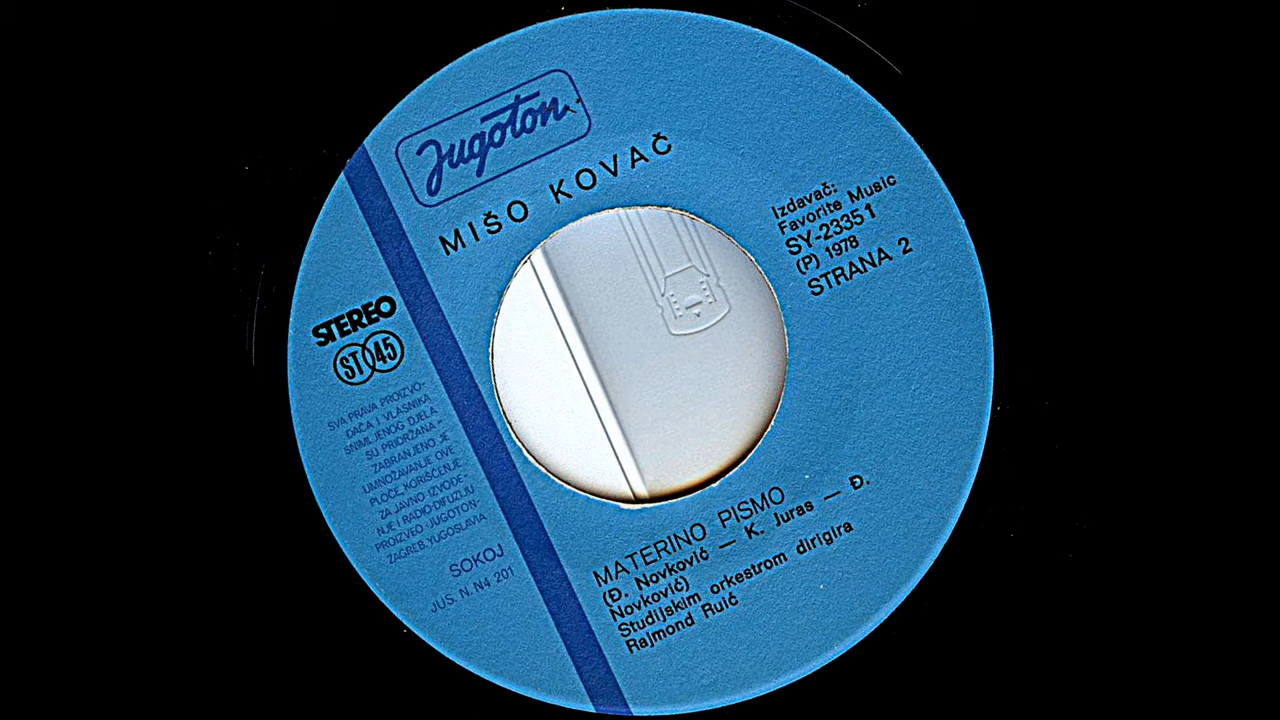 Jugoton
MIŠO KOVAČ
Izdavač:
Favorite Music
SY-23351
(P) 1978
STRANA 2
STEREO
ST 45
SVA PRAVA PROIZVO-
ĐAČA I VLASNIKA
SNIMLJENOG DJELA
SU PRIDRŽANA -
ZABRANJENO JE
UMNOŽAVANJE OVE
PLOČE, KORIŠĆENJE
ZA JAVNO IZVOĐE-
NJE I RADIO-DIFUZIJU
PROIZVEO "JUGOTON"
ZAGREB, YUGOSLAVIA
SOKOJ
JUS. N. N4 201
MATERINO PISMO
(Đ. Novković — K. Juras — Đ.
Novković)
Studijskim orkestrom dirigira
Rajmond Ruić